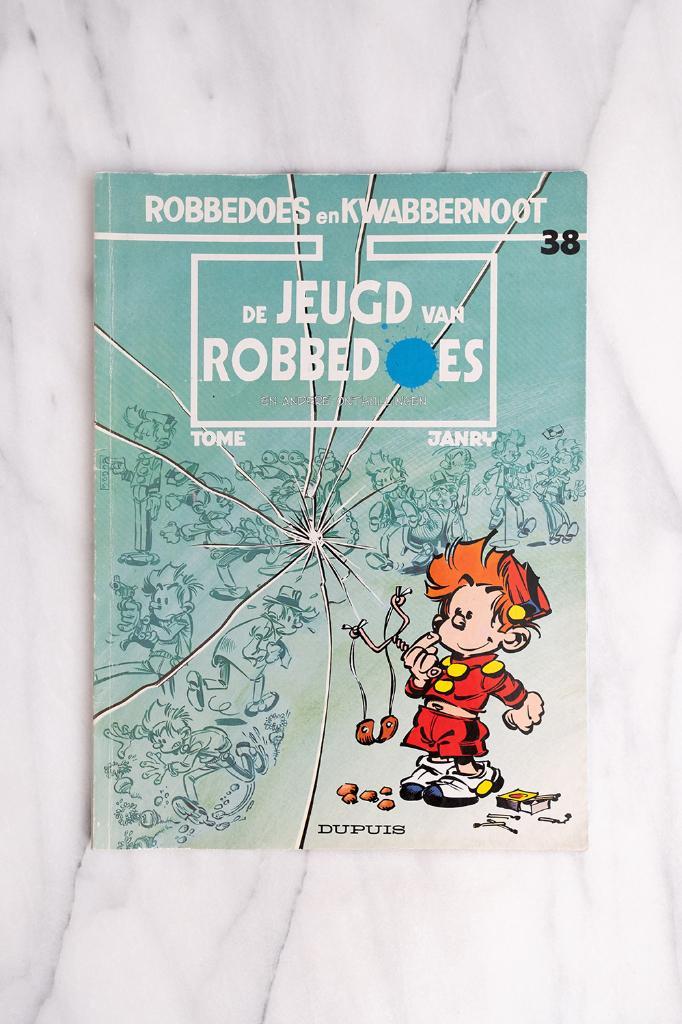 ROBBEDOES en KWABBERNOOT
38
DE JEUGD VAN
ROBBEDOES
EN ANDERE ONTHULLINGEN
TOME JANRY
DUPUIS